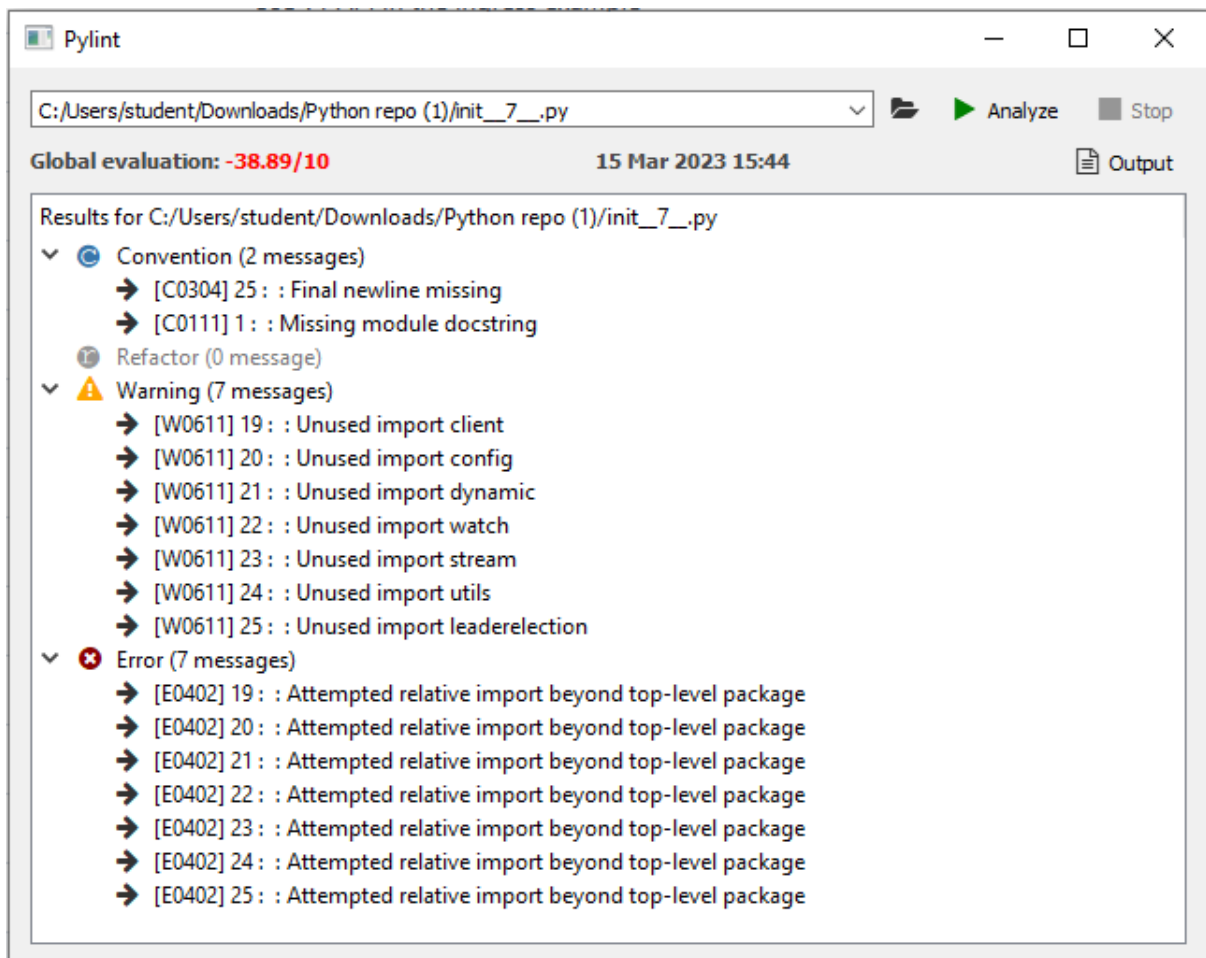 Pylint
C:/Users/student/Downloads/Python repo (1)/init__7__.py
Analyze
Stop
Global evaluation: -38.89/10
15 Mar 2023 15:44
Output
Results for C:/Users/student/Downloads/Python repo (1)/init__7__.py
Convention (2 messages)
[C0304] 25 : : Final newline missing
[C0111] 1 : : Missing module docstring
Refactor (0 message)
Warning (7 messages)
[W0611] 19 : : Unused import client
[W0611] 20 : : Unused import config
[W0611] 21 : : Unused import dynamic
[W0611] 22 : : Unused import watch
[W0611] 23 : : Unused import stream
[W0611] 24 : : Unused import utils
[W0611] 25 : : Unused import leaderelection
Error (7 messages)
[E0402] 19 : : Attempted relative import beyond top-level package
[E0402] 20 : : Attempted relative import beyond top-level package
[E0402] 21 : : Attempted relative import beyond top-level package
[E0402] 22 : : Attempted relative import beyond top-level package
[E0402] 23 : : Attempted relative import beyond top-level package
[E0402] 24 : : Attempted relative import beyond top-level package
[E0402] 25 : : Attempted relative import beyond top-level package